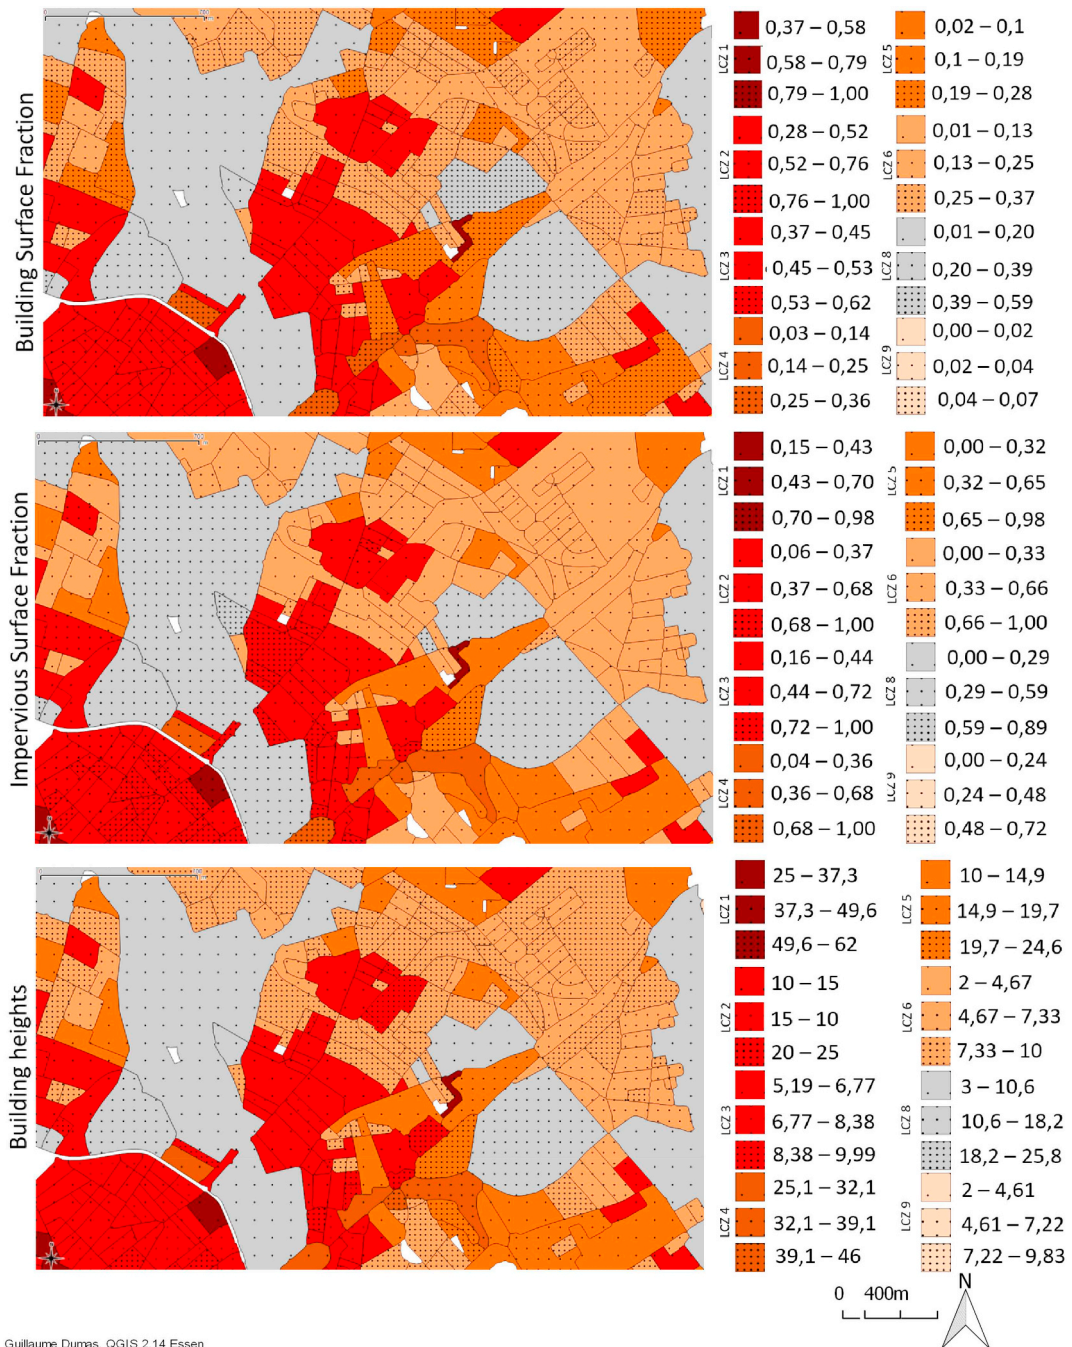 Building Surface Fraction
200
LCZ 1
0,37 – 0,58
0,58 – 0,79
0,79 – 1,00
LCZ 2
0,28 – 0,52
0,52 – 0,76
0,76 – 1,00
LCZ 3
0,37 – 0,45
0,45 – 0,53
0,53 – 0,62
LCZ 4
0,03 – 0,14
0,14 – 0,25
0,25 – 0,36
LCZ 5
0,02 – 0,1
0,1 – 0,19
0,19 – 0,28
LCZ 6
0,01 – 0,13
0,13 – 0,25
0,25 – 0,37
LCZ 8
0,01 – 0,20
0,20 – 0,39
0,39 – 0,59
LCZ 9
0,00 – 0,02
0,02 – 0,04
0,04 – 0,07
Impervious Surface Fraction
LCZ 1
0,15 – 0,43
0,43 – 0,70
0,70 – 0,98
LCZ 2
0,06 – 0,37
0,37 – 0,68
0,68 – 1,00
LCZ 3
0,16 – 0,44
0,44 – 0,72
0,72 – 1,00
LCZ 4
0,04 – 0,36
0,36 – 0,68
0,68 – 1,00
LCZ 5
0,00 – 0,32
0,32 – 0,65
0,65 – 0,98
LCZ 6
0,00 – 0,33
0,33 – 0,66
0,66 – 1,00
LCZ 8
0,00 – 0,29
0,29 – 0,59
0,59 – 0,89
LCZ 9
0,00 – 0,24
0,24 – 0,48
0,48 – 0,72
Building heights
LCZ 1
25 – 37,3
37,3 – 49,6
49,6 – 62
LCZ 2
10 – 15
15 – 10
20 – 25
LCZ 3
5,19 – 6,77
6,77 – 8,38
8,38 – 9,99
LCZ 4
25,1 – 32,1
32,1 – 39,1
39,1 – 46
LCZ 5
10 – 14,9
14,9 – 19,7
19,7 – 24,6
LCZ 6
2 – 4,67
4,67 – 7,33
7,33 – 10
LCZ 8
3 – 10,6
10,6 – 18,2
18,2 – 25,8
LCZ 9
2 – 4,61
4,61 – 7,22
7,22 – 9,83
0 400m
N
Guillaume Dumas, QGIS 2.14 Essen